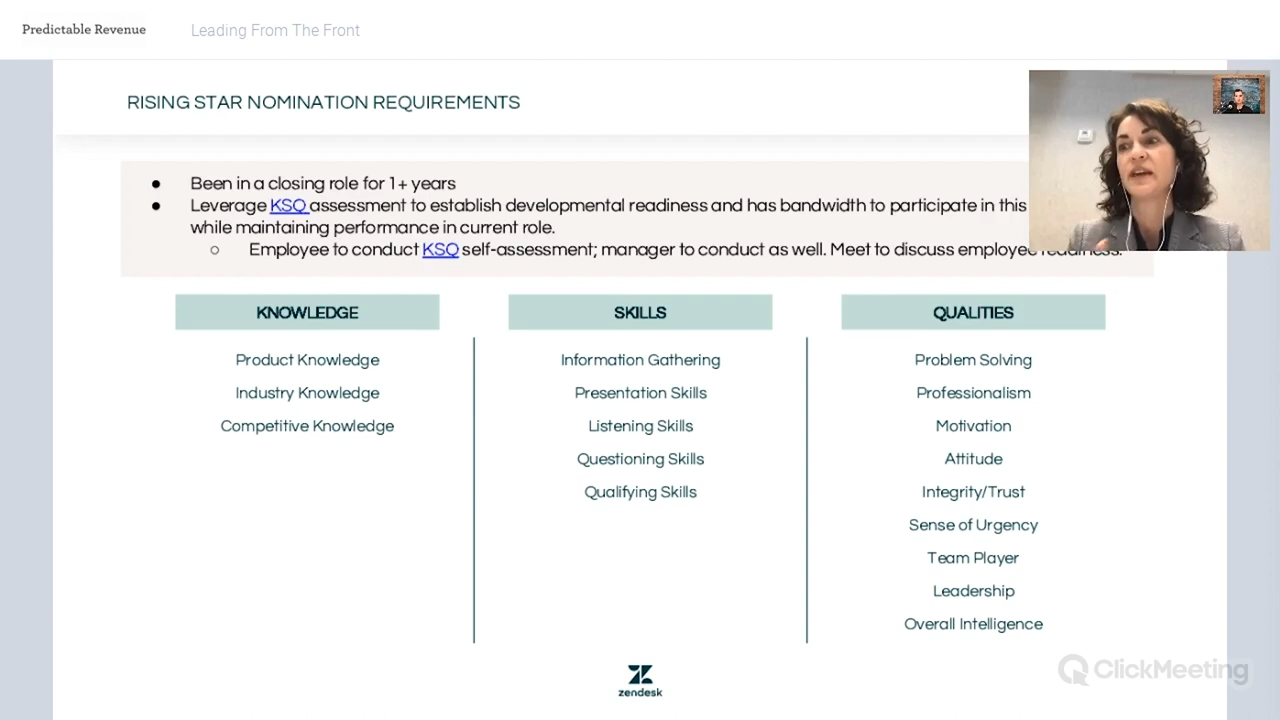 Predictable Revenue
Leading From The Front
RISING STAR NOMINATION REQUIREMENTS
● Been in a closing role for 1+ years
● Leverage KSQ assessment to establish developmental readiness and has bandwidth to participate in this
while maintaining performance in current role.
○ Employee to conduct KSQ self-assessment; manager to conduct as well. Meet to discuss employee readiness.
KNOWLEDGE
Product Knowledge
Industry Knowledge
Competitive Knowledge
SKILLS
Information Gathering
Presentation Skills
Listening Skills
Questioning Skills
Qualifying Skills
QUALITIES
Problem Solving
Professionalism
Motivation
Attitude
Integrity/Trust
Sense of Urgency
Team Player
Leadership
Overall Intelligence
zendesk
ClickMeeting